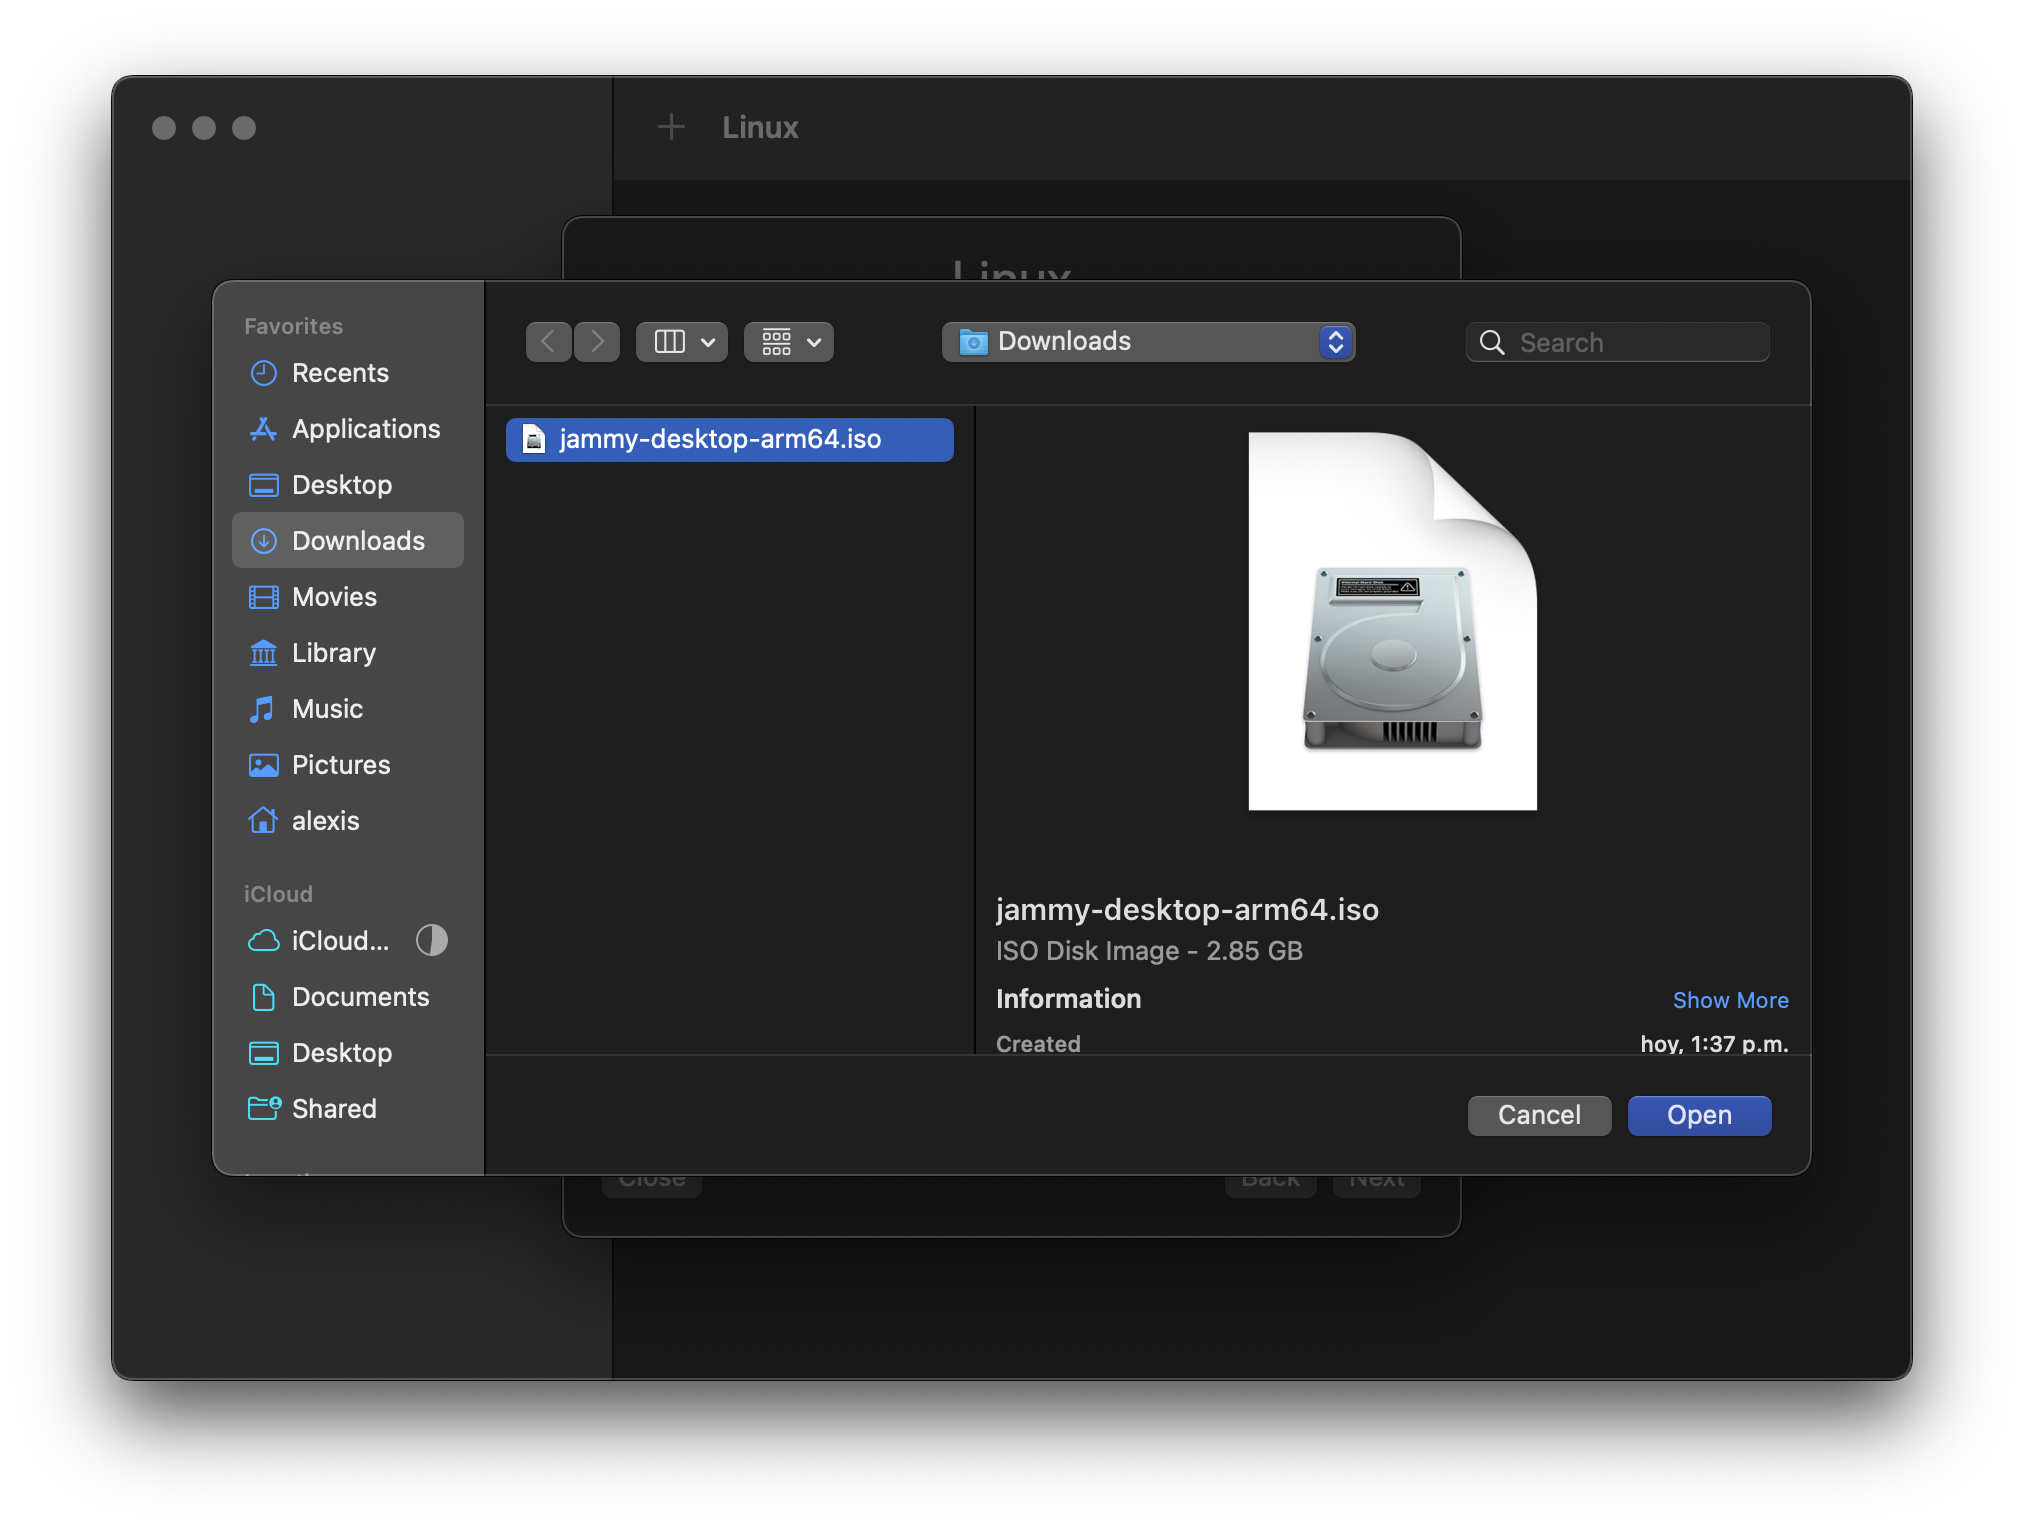 Linux
Linux
Favorites
Recents
Applications
Desktop
Downloads
Movies
Library
Music
Pictures
alexis
iCloud
iCloud...
Documents
Desktop
Shared
Downloads
Search
jammy-desktop-arm64.iso
jammy-desktop-arm64.iso
ISO Disk Image - 2.85 GB
Information
Show More
Created
hoy, 1:37 p.m.
Cancel
Open
Close
Back
Next